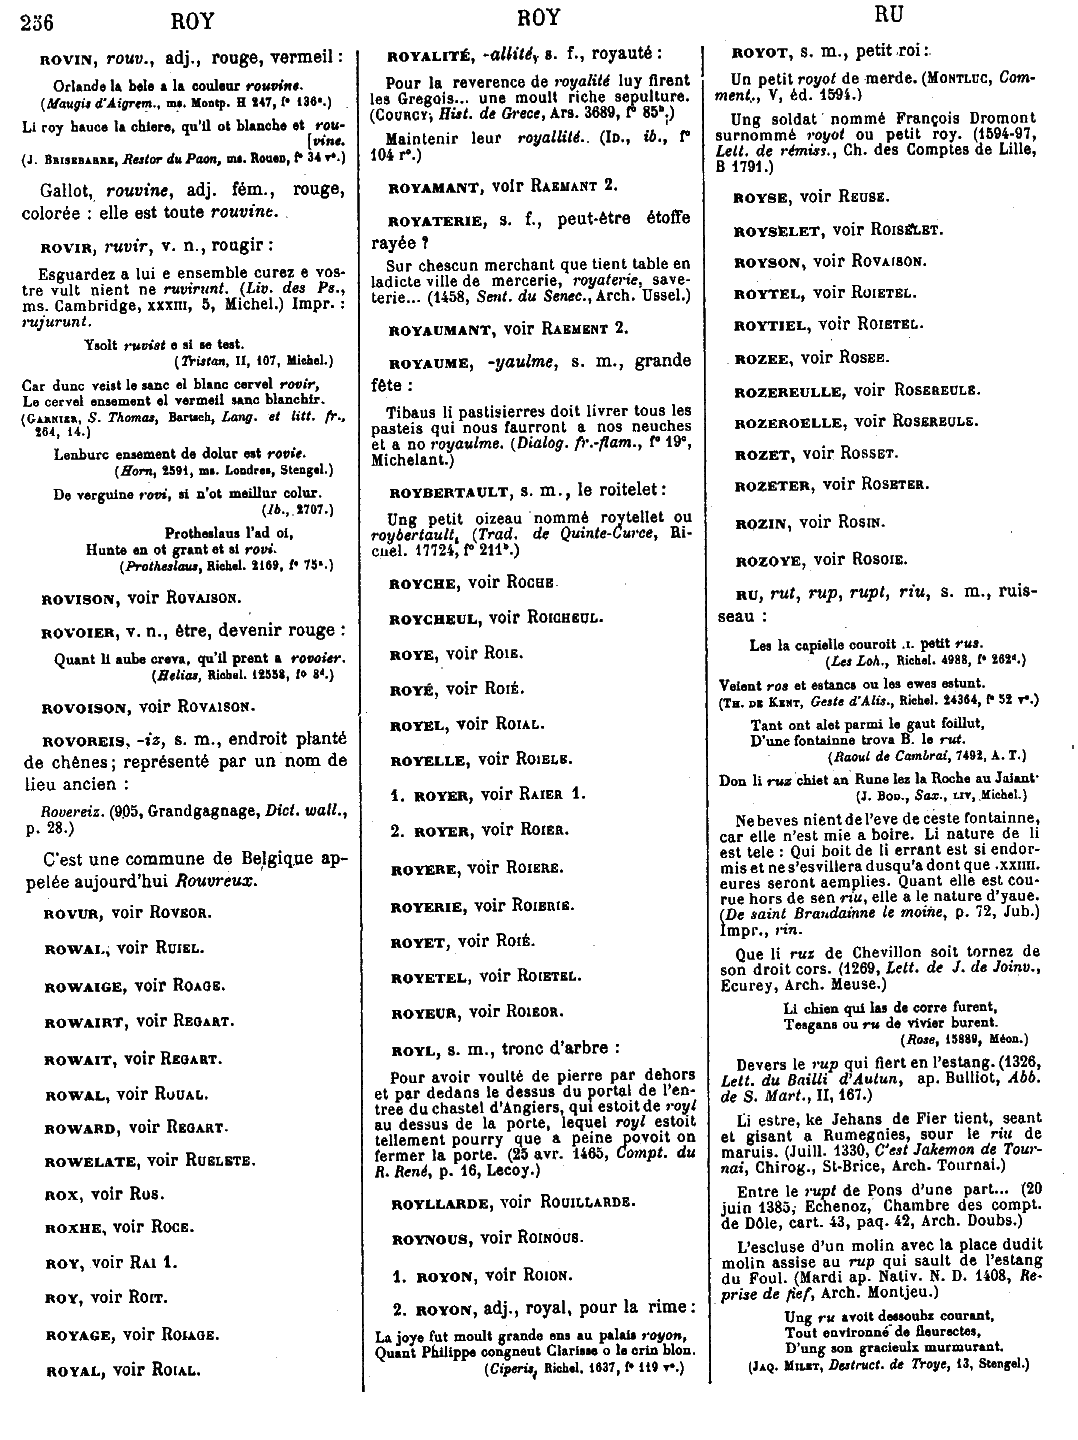 256 ROY ROY RU
ROVIN, rouv., adj., rouge, vermeil :
Orlande la bele a la couleur rouvine.
(Maugis d'Aigrem., ms. Montp. H 247, f° 136ᵃ.)
Li roy hauce la chiere, qu'il ot blanche et rou-
[vine.
(J. BRISEBARRE, Restor du Paon, ms. Rouen, f° 34 v°.)
Gallot, rouvine, adj. fém., rouge,
colorée : elle est toute rouvine.
ROVIR, ruvir, v. n., rougir :
Esguardez a lui e ensemble curez e vos-
tre vult nient ne ruvirunt. (Liv. des Ps.,
ms. Cambridge, XXXIII, 5, Michel.) Impr. :
rujurunt.
Ysolt ruvist e si se test.
(Tristan, II, 107, Michel.)
Car dunc veist le sanc el blanc cervel rovir,
Le cervel ensement el vermeil sanc blanchir.
(GARNIER, S. Thomas, Bartsch, Lang. et litt. fr.,
264, 14.)
Lenburc ensement de dolur est rovie.
(Horn, 2591, ms. Londres, Stengel.)
De verguine rovi, si n'ot meillur colur.
(Ib., 2707.)
Protheslaus l'ad oi,
Hunte en ot grant et si rovi.
(Protheslaus, Richel. 2169, f° 75ᵃ.)
ROVISON, voir ROVAISON.
ROVOIER, v. n., être, devenir rouge :
Quant li aube creva, qu'il prent a rovoier.
(Helias, Richel. 12558, f° 8ᵈ.)
ROVOISON, voir ROVAISON.
ROVOREIS, -iz, s. m., endroit planté
de chênes ; représenté par un nom de
lieu ancien :
Rovereiz. (905, Grandgagnage, Dict. wall.,
p. 28.)
C'est une commune de Belgique ap-
pelée aujourd'hui Rouvreux.
ROVUR, voir ROVEOR.
ROWAL, voir RUIEL.
ROWAIGE, voir ROAGE.
ROWAIRT, voir REGART.
ROWAIT, voir REGART.
ROWAL, voir ROUAL.
ROWARD, voir REGART.
ROWELATE, voir RUELETE.
ROX, voir ROS.
ROXHE, voir ROCE.
ROY, voir RAI 1.
ROY, voir ROIT.
ROYAGE, voir ROIAGE.
ROYAL, voir ROIAL.
ROYALITÉ, -allité, s. f., royauté :
Pour la reverence de royalité luy firent
les Gregois... une moult riche sepulture.
(COURCY, Hist. de Grece, Ars. 3689, f° 85ᵇ.)
Maintenir leur royallité.. (ID., ib., f°
104 r°.)
ROYAMANT, voir RAEMANT 2.
ROYATERIE, s. f., peut-être étoffe
rayée ?
Sur chescun merchant que tient table en
ladicte ville de mercerie, royaterie, save-
terie... (1458, Sent. du Senec., Arch. Ussel.)
ROYAUMANT, voir RAEMENT 2.
ROYAUME, -yaulme, s. m., grande
fête :
Tibaus li pastisierres doit livrer tous les
pasteis qui nous faurront a nos neuches
et a no royaulme. (Dialog. fr.-flam., f° 19ᶜ,
Michelant.)
ROYBERTAULT, s. m., le roitelet :
Ung petit oizeau nommé roytellet ou
roybertault. (Trad. de Quinte-Curce, Ri-
chel. 17724, f° 211ᵇ.)
ROYCHE, voir ROCHE.
ROYCHEUL, voir ROICHEUL.
ROYE, voir ROIE.
ROYÉ, voir ROIÉ.
ROYEL, voir ROIAL.
ROYELLE, voir ROIELE.
1. ROYER, voir RAIER 1.
2. ROYER, voir ROIER.
ROYERE, voir ROIERE.
ROYERIE, voir ROIERIE.
ROYET, voir ROIÉ.
ROYETEL, voir ROIETEL.
ROYEUR, voir ROIEOR.
ROYL, s. m., tronc d'arbre :
Pour avoir voulté de pierre par dehors
et par dedans le dessus du portal de l'en-
tree du chastel d'Angiers, qui estoit de royl
au dessus de la porte, lequel royl estoit
tellement pourry que a peine povoit on
fermer la porte. (25 avr. 1465, Compt. du
R. René, p. 16, Lecoy.)
ROYLLARDE, voir ROUILLARDE.
ROYNOUS, voir ROINOUS.
1. ROYON, voir ROION.
2. ROYON, adj., royal, pour la rime :
La joye fut moult grande ens au palais royon,
Quant Philippe congneut Clarisse o le crin blon.
(Ciperis, Richel. 1637, f° 119 v°.)
ROYOT, s. m., petit roi :
Un petit royot de merde. (MONTLUC, Com-
ment., V, éd. 1594.)
Ung soldat nommé François Dromont
surnommé royot ou petit roy. (1594-97,
Lett. de rémiss., Ch. des Comptes de Lille,
B 1791.)
ROYSE, voir REUSE.
ROYSELET, voir ROISELET.
ROYSON, voir ROVAISON.
ROYTEL, voir ROIETEL.
ROYTIEL, voir ROIETEL.
ROZEE, voir ROSEE.
ROZEREULLE, voir ROSEREULE.
ROZEROELLE, voir ROSEREULE.
ROZET, voir ROSSET.
ROZETER, voir ROSETER.
ROZIN, voir ROSIN.
ROZOYE, voir ROSOIE.
RU, rut, rup, rupt, riu, s. m., ruis-
seau :
Les la capielle couroit .I. petit rus.
(Les Loh., Richel. 4988, f° 262ᵈ.)
Veient ros et estancs ou les ewes estunt.
(TH. DE KENT, Geste d'Alis., Richel. 24364, f° 52 v°.)
Tant ont alet parmi le gaut foillut,
D'une fontainne trova B. le rut.
(Raoul de Cambrai, 7492, A. T.)
Don li ruz chiet an Rune lez la Roche au Jaiant
(J. BOD., Sax., LIV, Michel.)
Ne beves nient de l'eve de ceste fontainne,
car elle n'est mie a boire. Li nature de li
est tele : Qui boit de li errant est si endor-
mis et ne s'esvillera dusqu'a dont que .XXIIII.
eures seront aemplies. Quant elle est cou-
rue hors de sen riu, elle a le nature d'yaue.
(De saint Brandainne le moine, p. 72, Jub.)
Impr., rin.
Que li ruz de Chevillon soit tornez de
son droit cors. (1269, Lett. de J. de Joinv.,
Ecurey, Arch. Meuse.)
Li chien qui las de corre furent,
Tesgans ou ru de vivier burent.
(Rose, 15889, Méon.)
Devers le rup qui fiert en l'estang. (1326,
Lett. du Bailli d'Autun, ap. Bulliot, Abb.
de S. Mart., II, 167.)
Li estre, ke Jehans de Fier tient, seant
et gisant a Rumegnies, sour le riu de
maruis. (Juill. 1330, C'est Jakemon de Tour-
nai, Chirog., St-Brice, Arch. Tournai.)
Entre le rupt de Pons d'une part... (20
juin 1385, Echenoz, Chambre des compt.
de Dôle, cart. 43, paq. 42, Arch. Doubs.)
L'escluse d'un molin avec la place dudit
molin assise au rup qui sault de l'estang
du Foul. (Mardi ap. Nativ. N. D. 1408, Re-
prise de fief, Arch. Montjeu.)
Ung ru avoit dessoubz courant,
Tout environné de fleurectes,
D'ung son gracieulx murmurant.
(JAQ. MILET, Destruct. de Troye, 13, Stengel.)